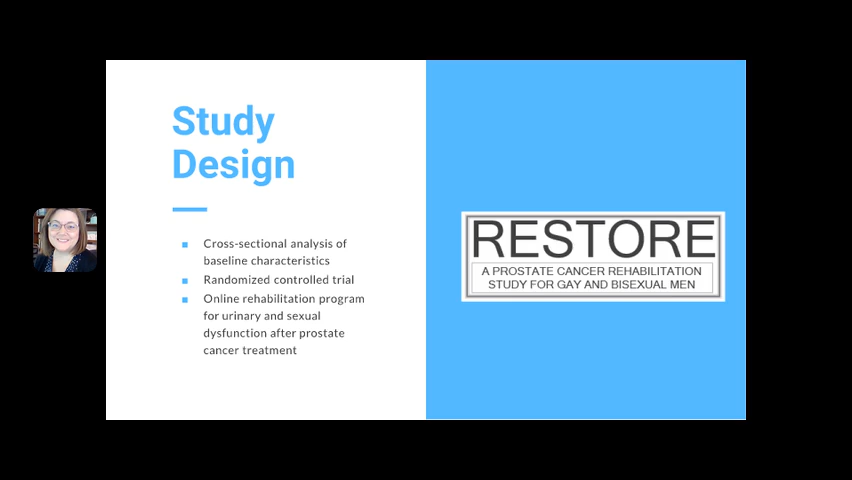 Study
Design
Cross-sectional analysis of
baseline characteristics
Randomized controlled trial
Online rehabilitation program
for urinary and sexual
dysfunction after prostate
cancer treatment
RESTORE
A PROSTATE CANCER REHABILITATION
STUDY FOR GAY AND BISEXUAL MEN